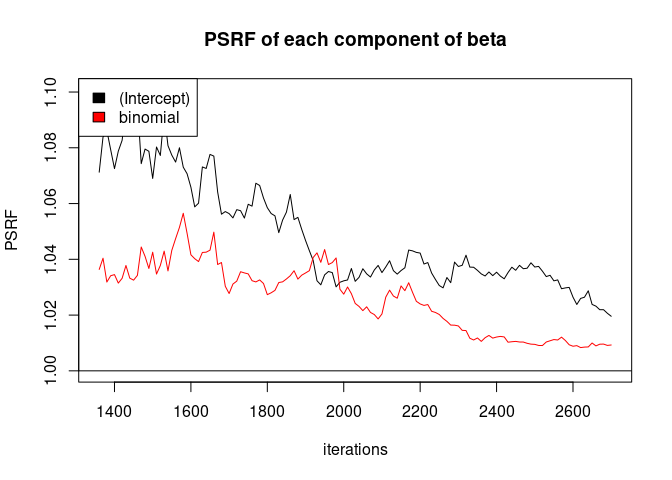 PSRF of each component of beta
(Intercept)
binomial
PSRF
1.10
1.08
1.06
1.04
1.02
1.00
1400 1600 1800 2000 2200 2400 2600
iterations